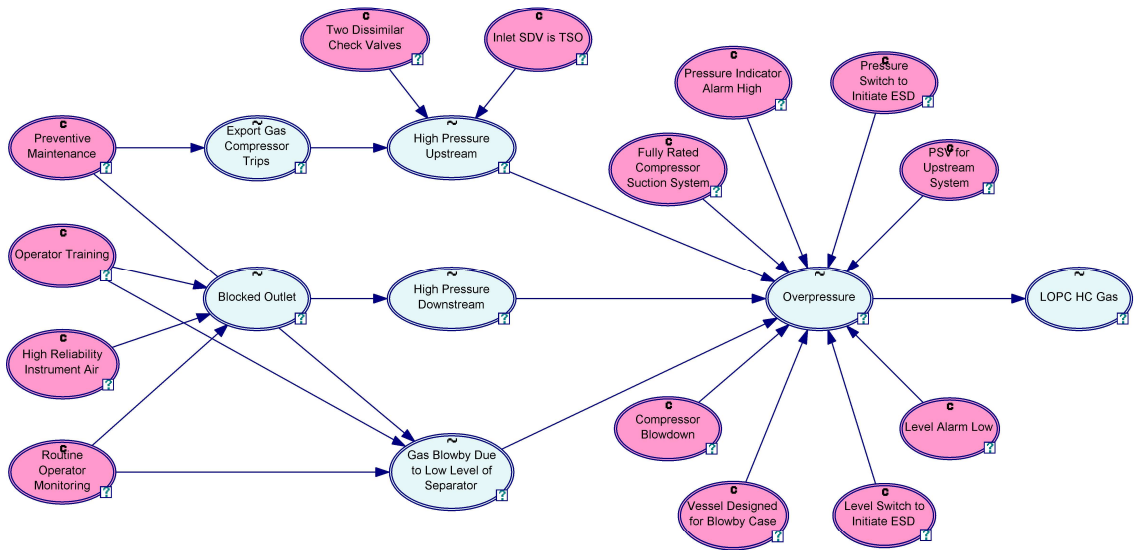 C
Two Dissimilar
Check Valves
?
C
Inlet SDV is TSO
?
C
Pressure Indicator
Alarm High
?
C
Pressure
Switch to
Initiate ESD
?
C
Preventive
Maintenance
?
~
Export Gas
Compressor
Trips
?
~
High Pressure
Upstream
?
C
Fully Rated
Compressor
Suction System
?
C
PSV for
Upstream
System
?
C
Operator Training
?
~
Blocked Outlet
?
~
High Pressure
Downstream
?
~
Overpressure
?
~
LOPC HC Gas
?
C
High Reliability
Instrument Air
?
C
Routine
Operator
Monitoring
?
~
Gas Blowby Due
to Low Level of
Separator
?
C
Compressor
Blowdown
?
C
Level Alarm Low
?
C
Vessel Designed
for Blowby Case
?
C
Level Switch to
Initiate ESD
?